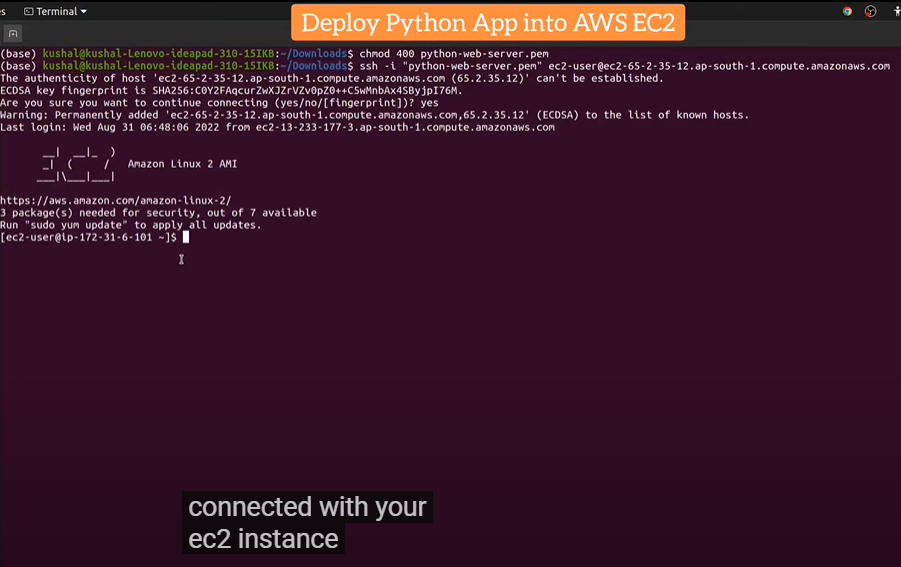 s Terminal
Deploy Python App into AWS EC2
(base) kushal@kushal-Lenovo-ideapad-310-15IKB:~/Downloads$ chmod 400 python-web-server.pem
(base) kushal@kushal-Lenovo-ideapad-310-15IKB:~/Downloads$ ssh -i "python-web-server.pem" ec2-user@ec2-65-2-35-12.ap-south-1.compute.amazonaws.com
The authenticity of host 'ec2-65-2-35-12.ap-south-1.compute.amazonaws.com (65.2.35.12)' can't be established.
ECDSA key fingerprint is SHA256:C0Y2FAqcurZwXJZrVZv0pZ0++C5wMnbAx4SByjpI76M.
Are you sure you want to continue connecting (yes/no/[fingerprint])? yes
Warning: Permanently added 'ec2-65-2-35-12.ap-south-1.compute.amazonaws.com,65.2.35.12' (ECDSA) to the list of known hosts.
Last login: Wed Aug 31 06:48:06 2022 from ec2-13-233-177-3.ap-south-1.compute.amazonaws.com
__|  __|_  )
_|  (     /   Amazon Linux 2 AMI
___|\___|___|
https://aws.amazon.com/amazon-linux-2/
3 package(s) needed for security, out of 7 available
Run "sudo yum update" to apply all updates.
[ec2-user@ip-172-31-6-101 ~]$
connected with your
ec2 instance